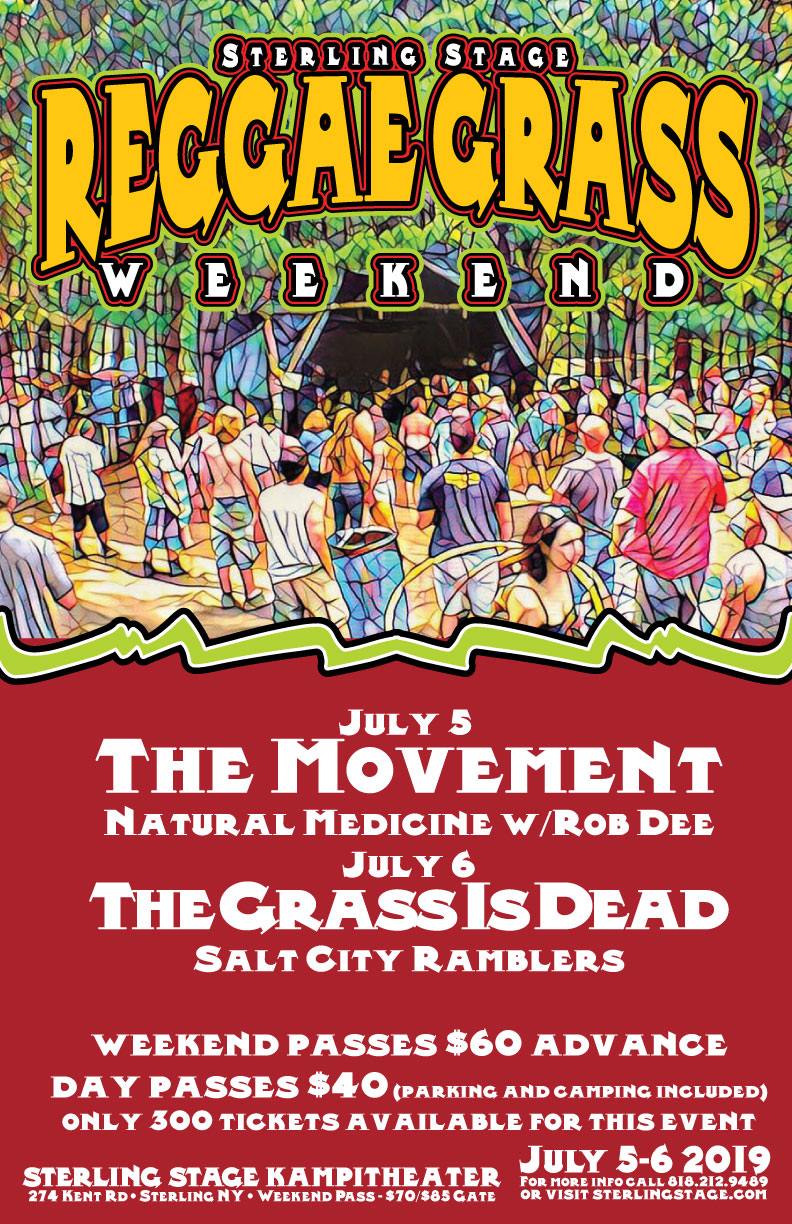 Sterling Stage
ReggaeGrass
Weekend
July 5
The Movement
Natural Medicine w/Rob Dee
July 6
The Grass Is Dead
Salt City Ramblers
Weekend Passes $60 Advance
Day Passes $40 (Parking and Camping Included)
Only 300 Tickets Available For This Event
Sterling Stage Kampitheater
274 Kent Rd • Sterling NY • Weekend Pass - $70/$85 Gate
July 5-6 2019
For more info call 818.212.9489
or visit sterlingstage.com